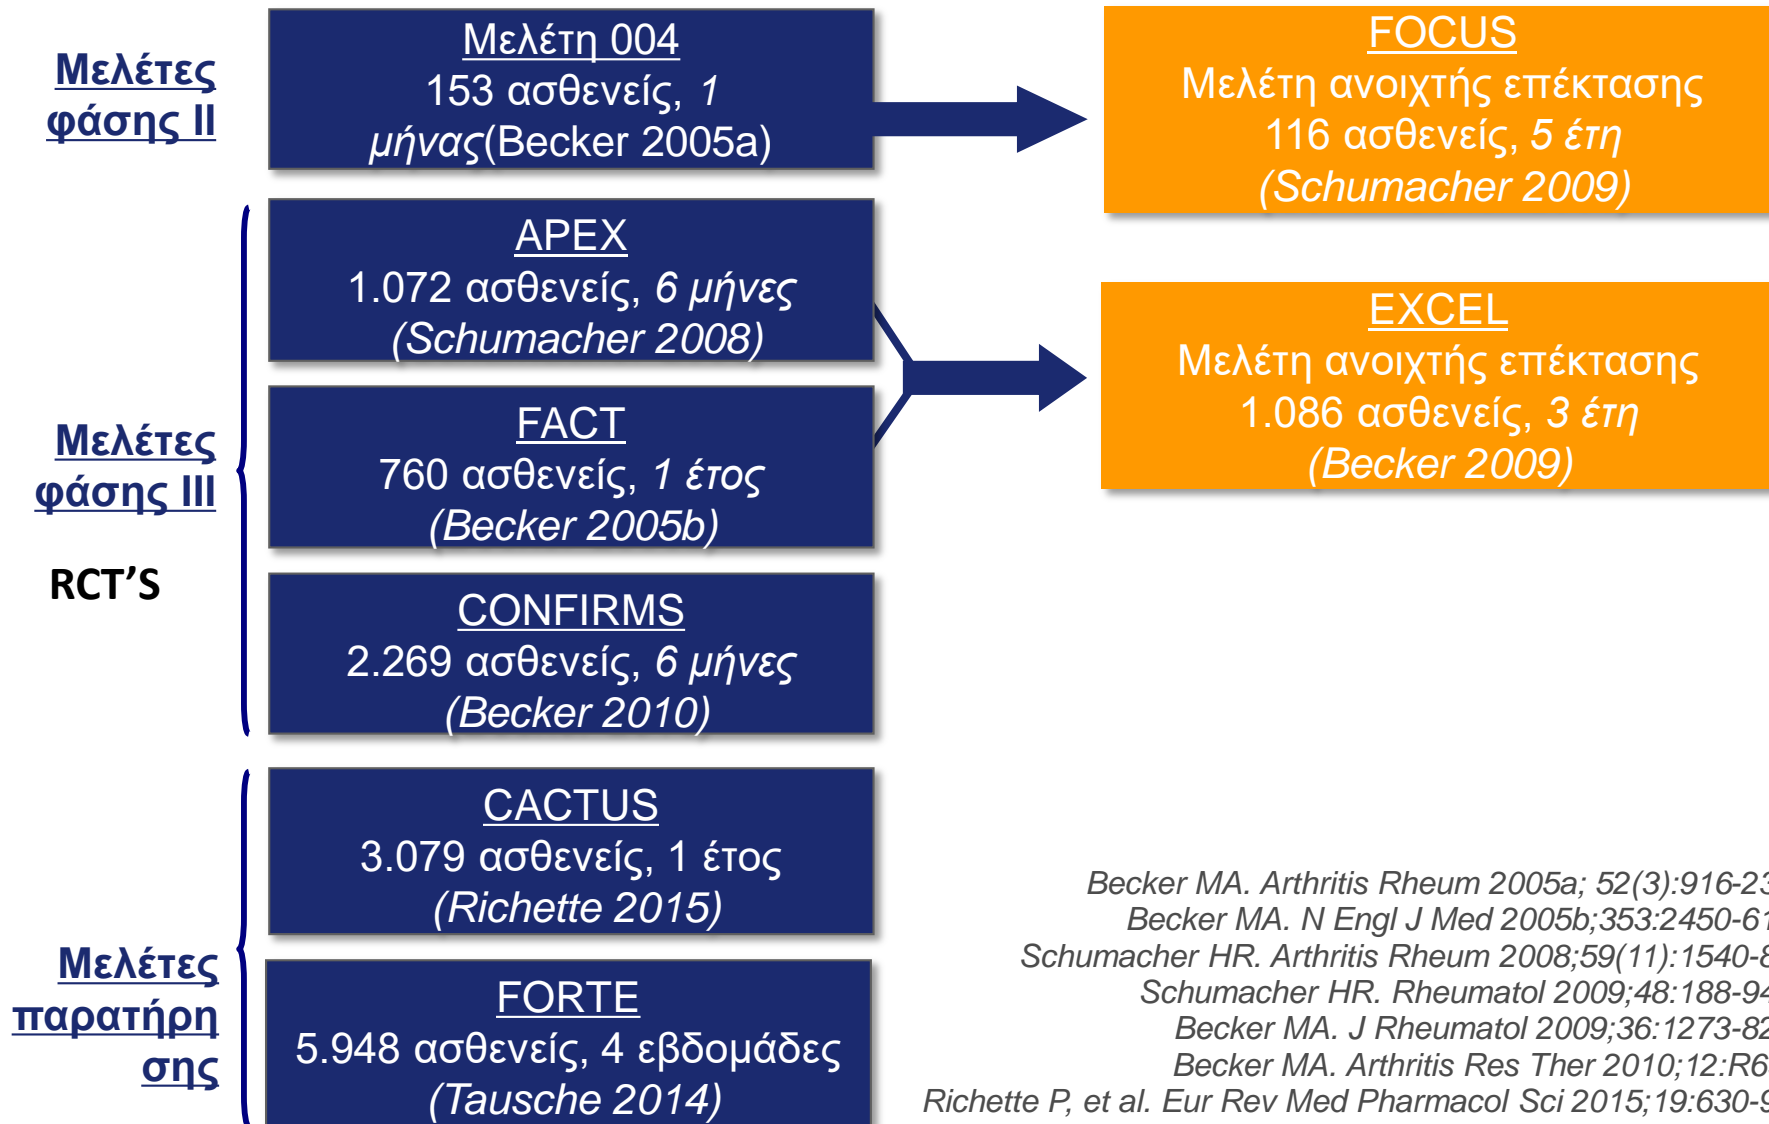 Μελέτες
φάσης II
Μελέτη 004
153 ασθενείς, 1
μήνας(Becker 2005a)
FOCUS
Μελέτη ανοιχτής επέκτασης
116 ασθενείς, 5 έτη
(Schumacher 2009)
Μελέτες
φάσης III
RCT’S
APEX
1.072 ασθενείς, 6 μήνες
(Schumacher 2008)
FACT
760 ασθενείς, 1 έτος
(Becker 2005b)
CONFIRMS
2.269 ασθενείς, 6 μήνες
(Becker 2010)
EXCEL
Μελέτη ανοιχτής επέκτασης
1.086 ασθενείς, 3 έτη
(Becker 2009)
Μελέτες
παρατήρη
σης
CACTUS
3.079 ασθενείς, 1 έτος
(Richette 2015)
FORTE
5.948 ασθενείς, 4 εβδομάδες
(Tausche 2014)
Becker MA. Arthritis Rheum 2005a; 52(3):916-23
Becker MA. N Engl J Med 2005b;353:2450-61
Schumacher HR. Arthritis Rheum 2008;59(11):1540-8
Schumacher HR. Rheumatol 2009;48:188-94
Becker MA. J Rheumatol 2009;36:1273-82
Becker MA. Arthritis Res Ther 2010;12:R6
Richette P, et al. Eur Rev Med Pharmacol Sci 2015;19:630-9